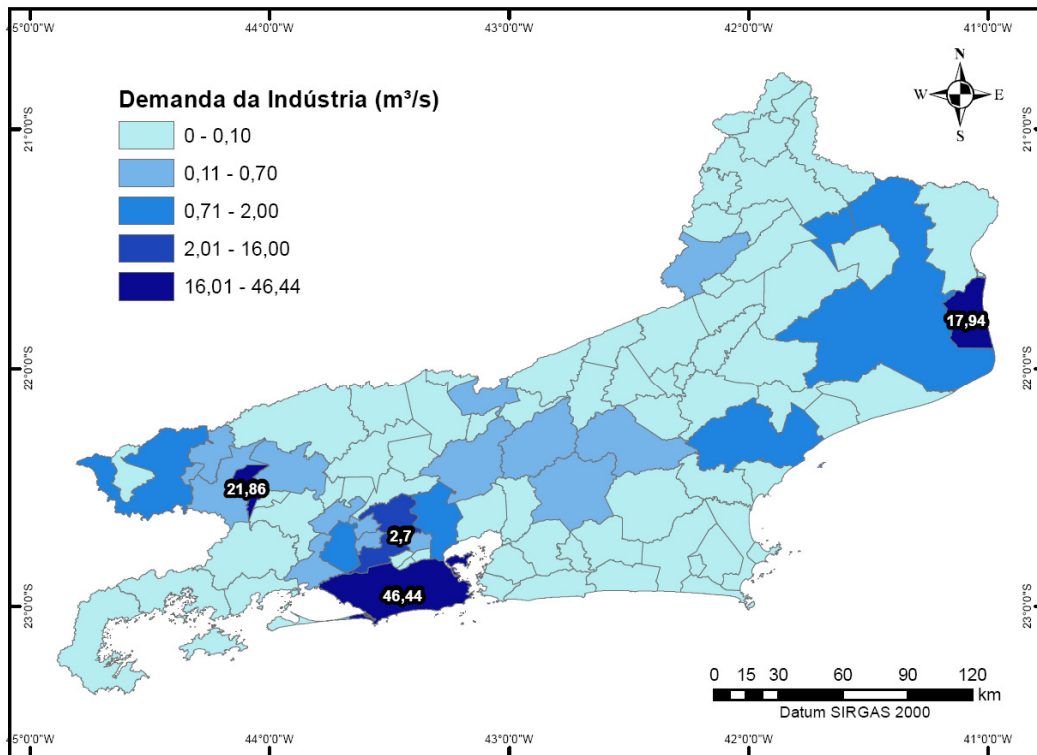 45°0'0"W 44°0'0"W 43°0'0"W 42°0'0"W 41°0'0"W
N
W E
S
Demanda da Indústria (m³/s)
0 - 0,10
0,11 - 0,70
0,71 - 2,00
2,01 - 16,00
16,01 - 46,44
21°0'0"S 21°0'0"S
17,94
22°0'0"S 22°0'0"S
21,86
2,7
46,44
23°0'0"S 23°0'0"S
0 15 30 60 90 120
km
Datum SIRGAS 2000
45°0'0"W 44°0'0"W 43°0'0"W 42°0'0"W 41°0'0"W